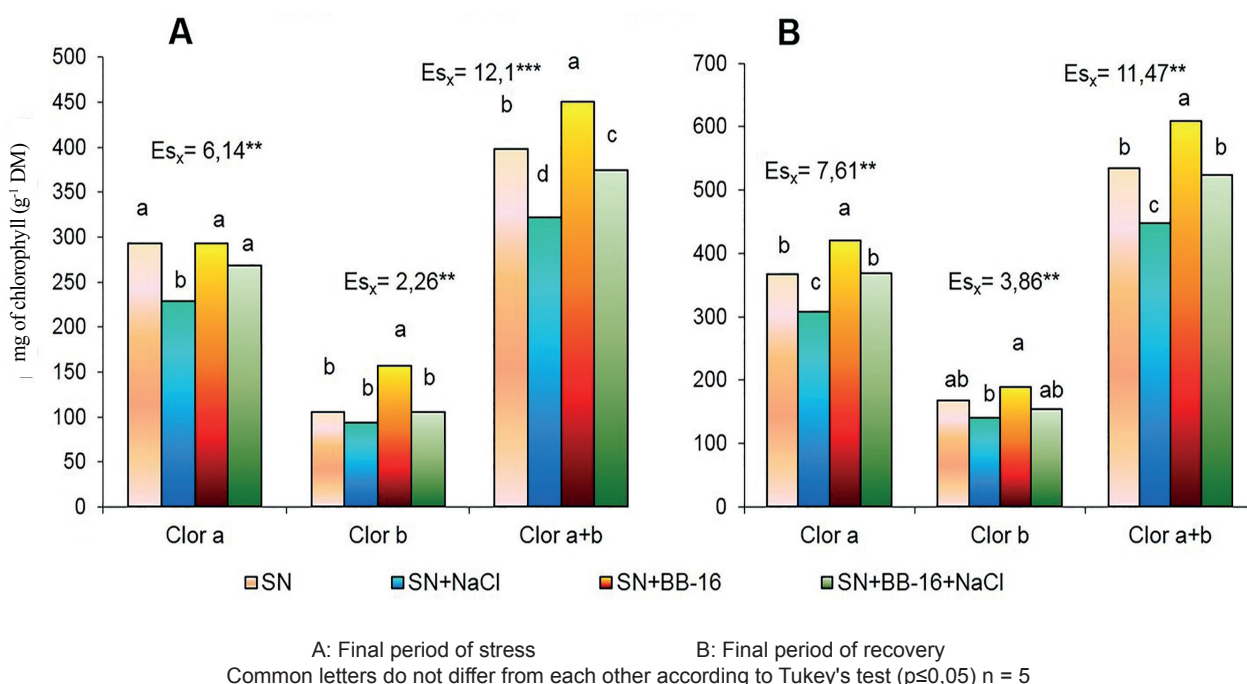 A
mg of chlorophyll (g⁻¹ DM)
500
450
400
350
300
250
200
150
100
50
0
Esₓ= 6,14**
a
b
a
a
Esₓ= 2,26**
b
b
a
b
Esₓ= 12,1***
b
d
a
c
Clor a
Clor b
Clor a+b
B
700
600
500
400
300
200
100
0
Esₓ= 7,61**
b
c
a
b
Esₓ= 3,86**
ab
b
a
ab
Esₓ= 11,47**
b
c
a
b
Clor a
Clor b
Clor a+b
SN
SN+NaCl
SN+BB-16
SN+BB-16+NaCl
A: Final period of stress
B: Final period of recovery
Common letters do not differ from each other according to Tukey's test (p≤0,05) n = 5